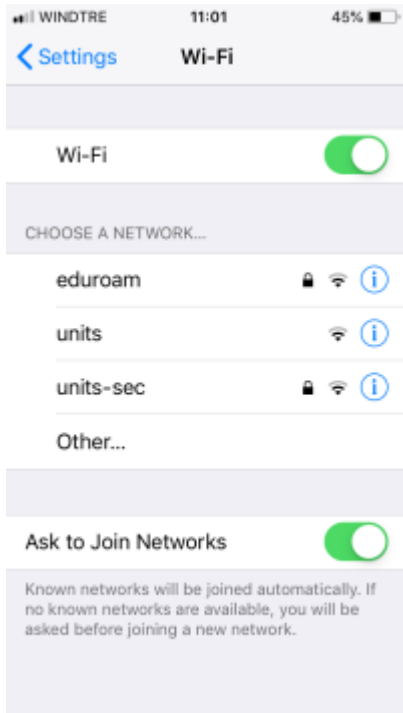 WINDTRE 11:01 45%
Settings Wi-Fi
Wi-Fi
CHOOSE A NETWORK...
eduroam
units
units-sec
Other...
Ask to Join Networks
Known networks will be joined automatically. If
no known networks are available, you will be
asked before joining a new network.